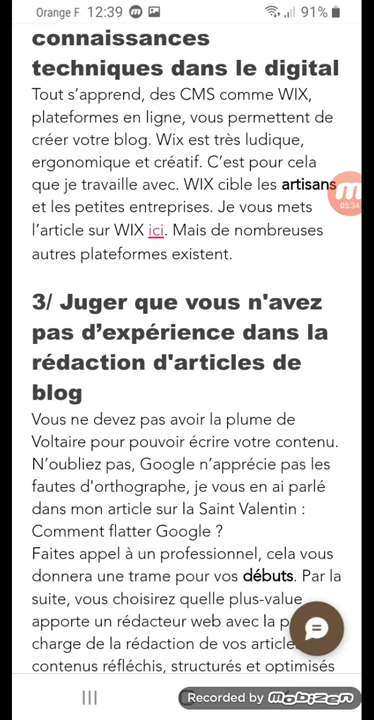 Orange F 12:39 91%
connaissances
techniques dans le digital
Tout s’apprend, des CMS comme WIX,
plateformes en ligne, vous permettent de
créer votre blog. Wix est très ludique,
ergonomique et créatif. C’est pour cela
que je travaille avec. WIX cible les artisans
05:34
et les petites entreprises. Je vous mets
l’article sur WIX ici. Mais de nombreuses
autres plateformes existent.
3/ Juger que vous n'avez
pas d’expérience dans la
rédaction d'articles de
blog
Vous ne devez pas avoir la plume de
Voltaire pour pouvoir écrire votre contenu.
N’oubliez pas, Google n’apprécie pas les
fautes d'orthographe, je vous en ai parlé
dans mon article sur la Saint Valentin :
Comment flatter Google ?
Faites appel à un professionnel, cela vous
donnera une trame pour vos débuts. Par la
suite, vous choisirez quelle plus-value
apporte un rédacteur web avec la
charge de la rédaction de vos
contenus réfléchis, structurés et optimisés
Recorded by mobizen